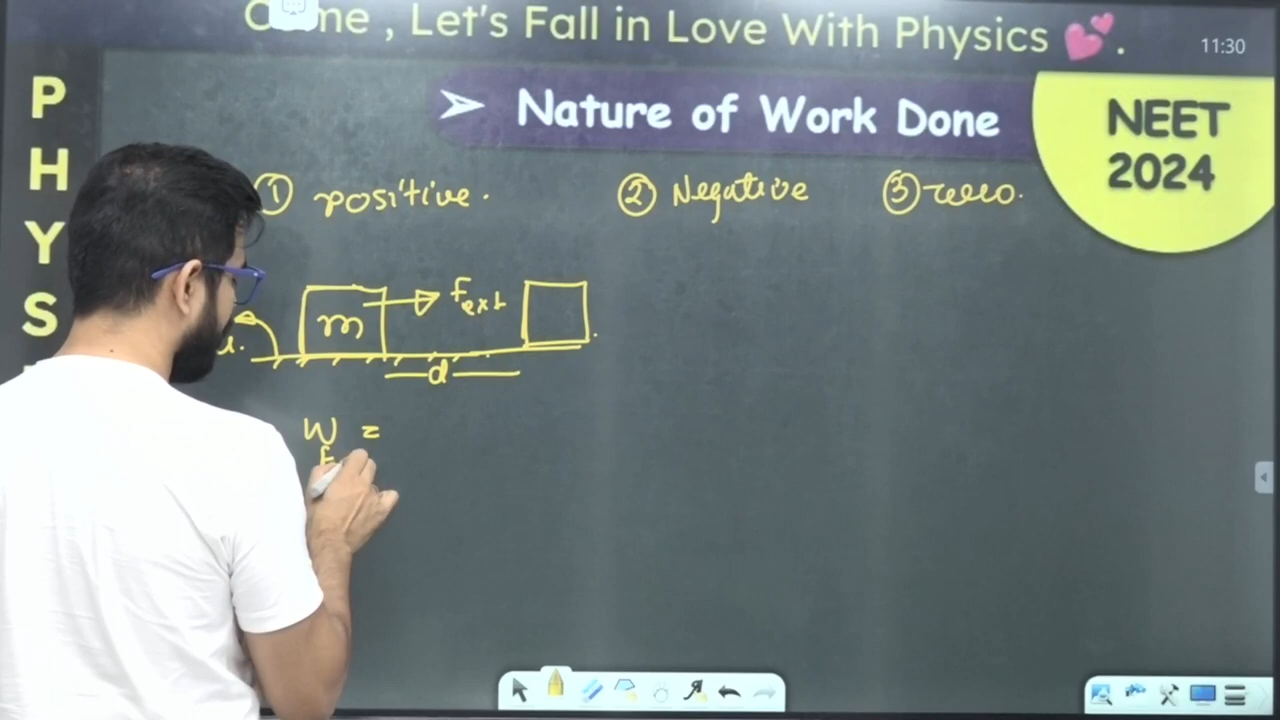 Come , Let's Fall in Love With Physics 💕.
11:30
P
H
Y
S
➢ Nature of Work Done
NEET
2024
① positive.
② Negative
③ zero.
m
Fext
μ.
d
W =
F